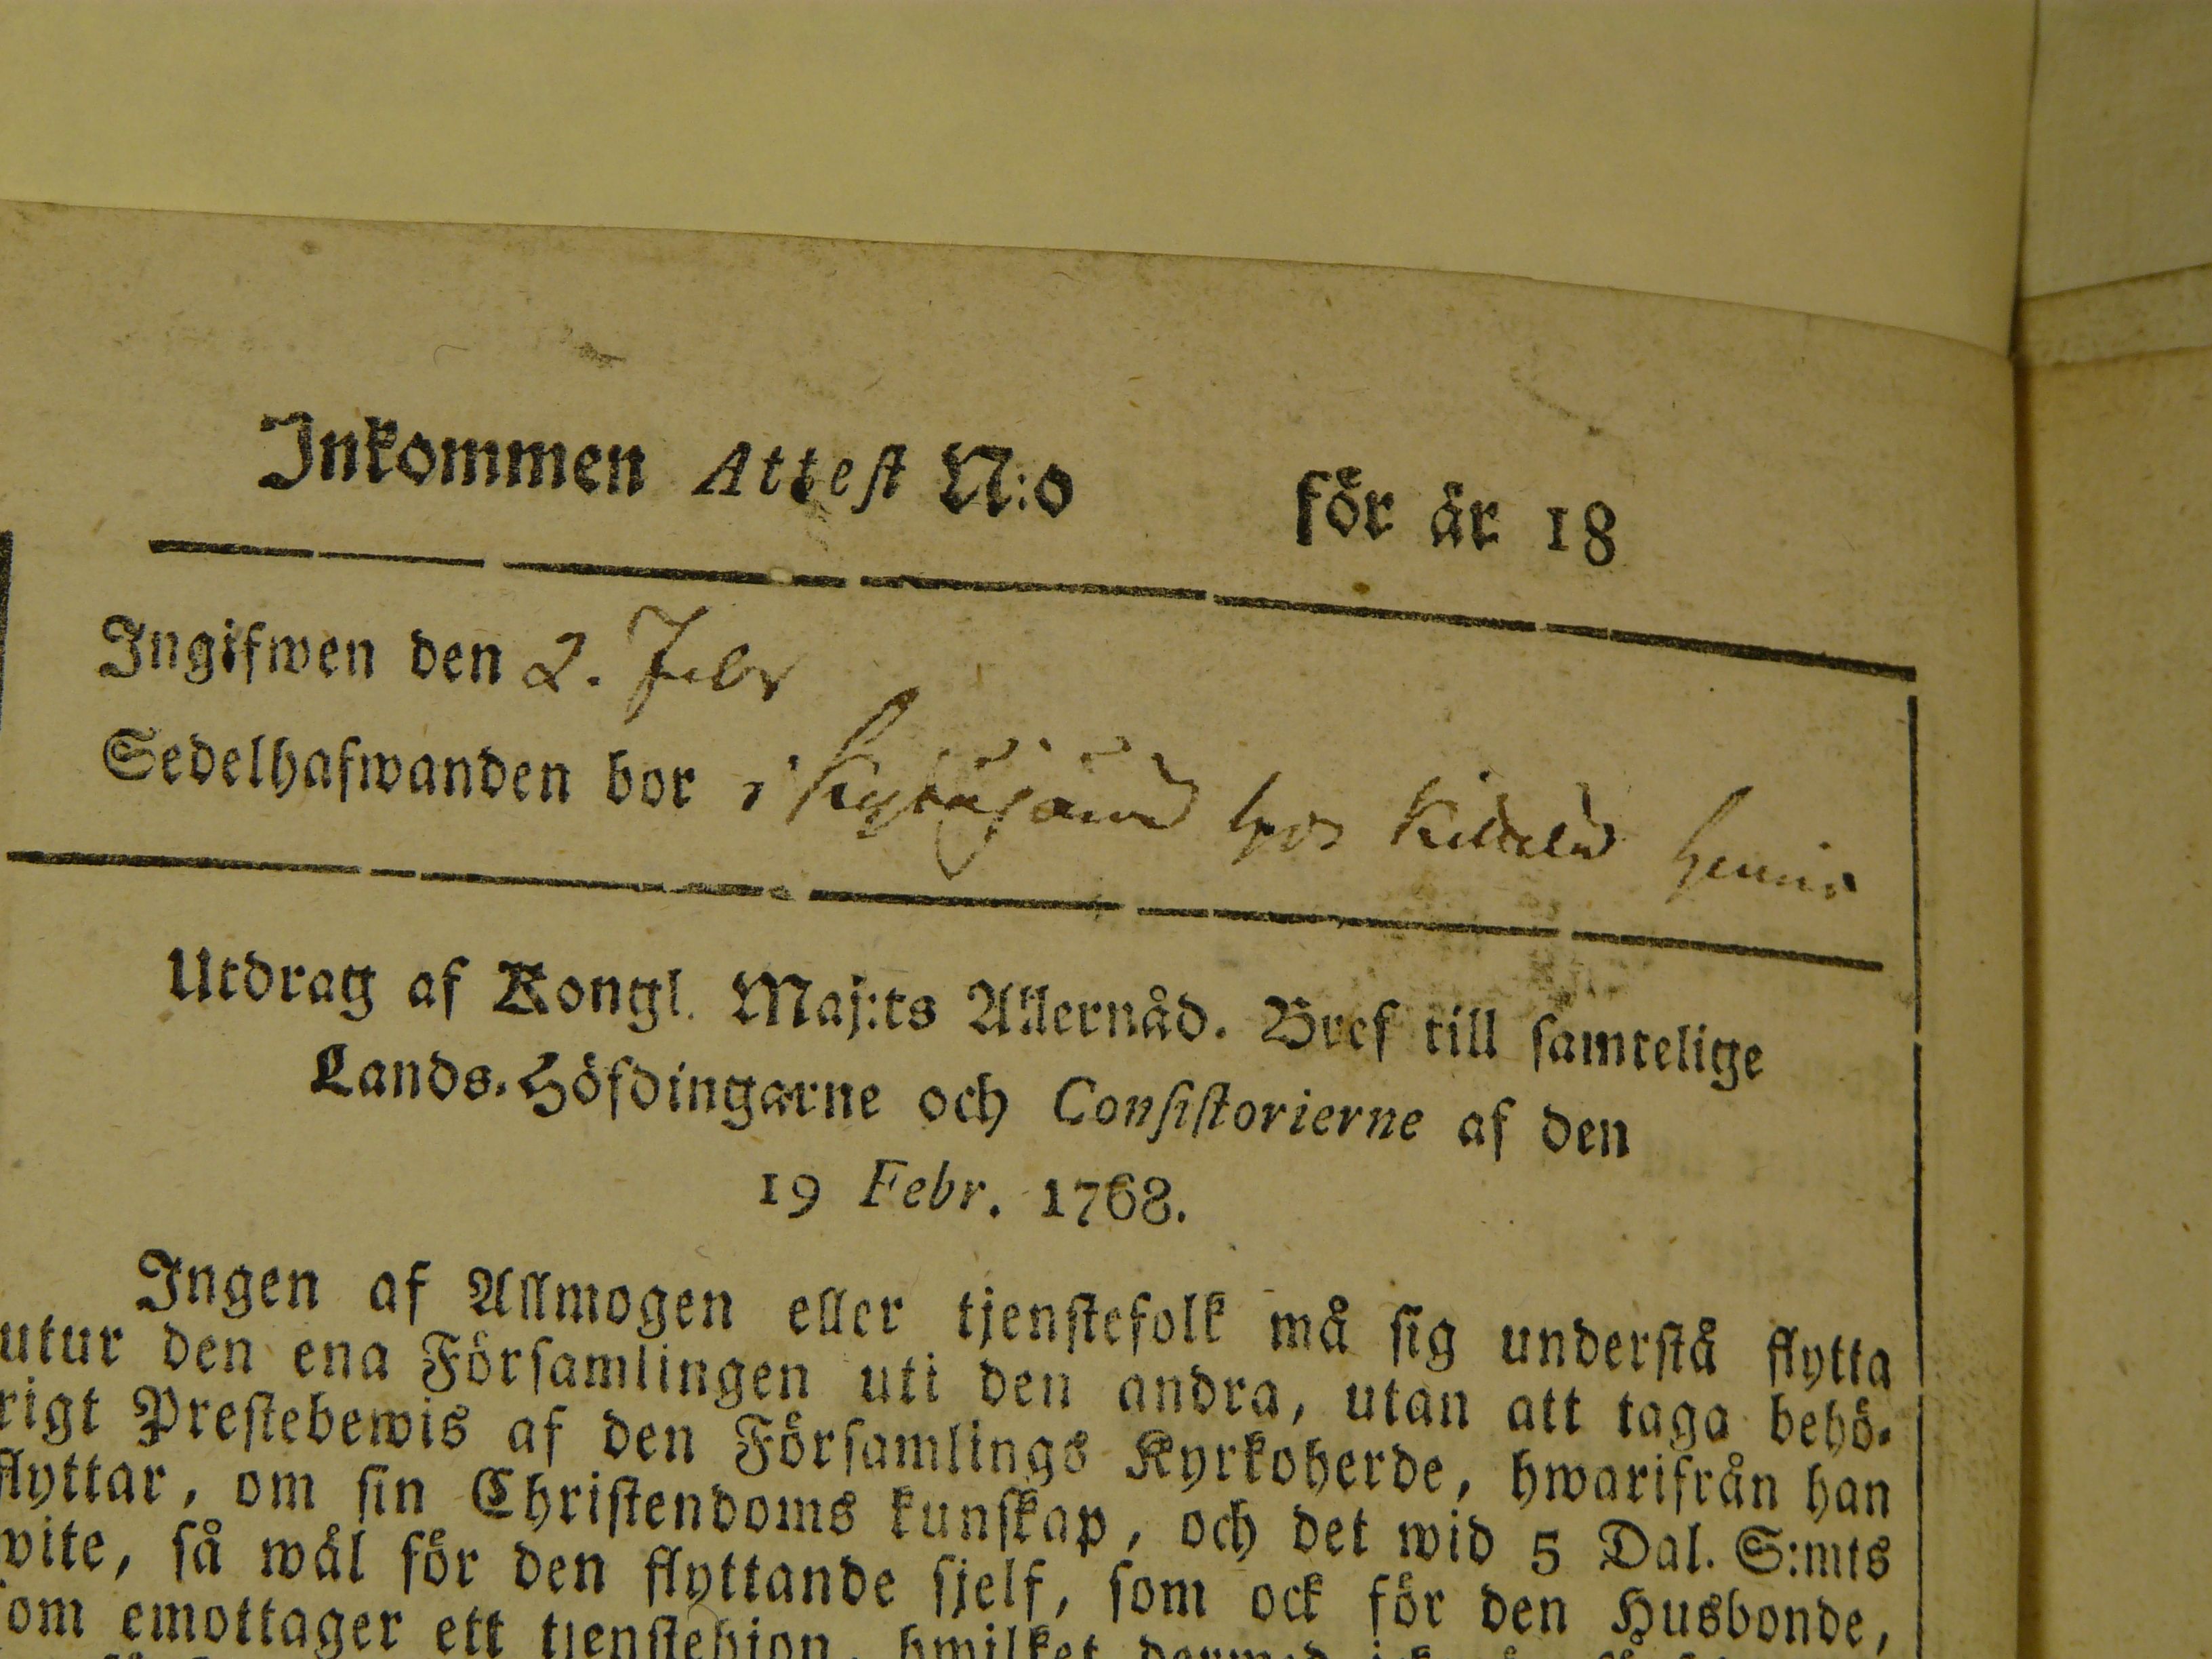 Inkommen Attest N:o för år 18
Ingifwen den 2. Febr
Sedelhafwanden bor i hos
Utdrag af Kongl. Maj:ts Allernåd. Bref till samtelige
Lands-Höfdingarne och Consistorierne af den
19 Febr. 1768.
Ingen af Allmogen eller tjenstefolk må sig understå flytta
utur den ena Församlingen uti den andra, utan att taga behö-
rigt Prestebewis af den Församlings Kyrkoherde, hwarifrån han
flyttar, om sin Christendoms kunskap, och det wid 5 Dal. S:mts
wite, så wäl för den flyttande sjelf, som ock för den Husbonde,
som emottager ett tjenstehjon, hwilket